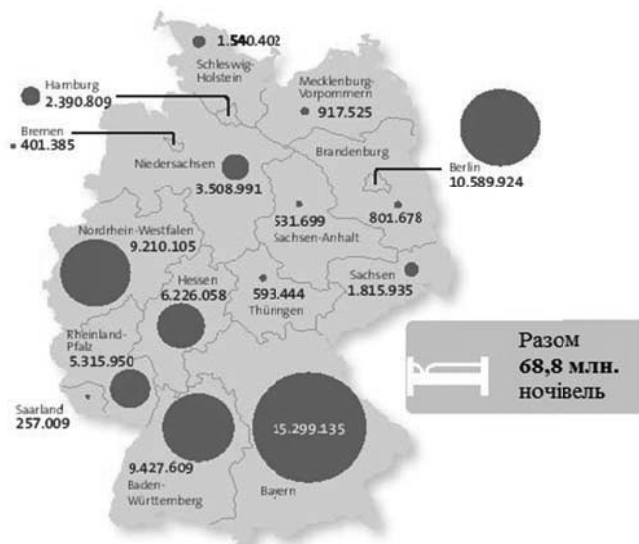 1.540.402
Schleswig-
Holstein
Hamburg
2.390.809
Mecklenburg-
Vorpommern
917.525
Bremen
401.385
Niedersachsen
3.508.991
Brandenburg
Berlin
10.589.924
801.678
531.699
Sachsen-Anhalt
Nordrhein-Westfalen
9.210.105
Hessen
6.226.058
593.444
Thüringen
Sachsen
1.815.935
Rheinland-
Pfalz
5.315.950
Saarland
257.009
9.427.609
Baden-
Württemberg
15.299.135
Bayern
Разом
68,8 млн.
ночівель